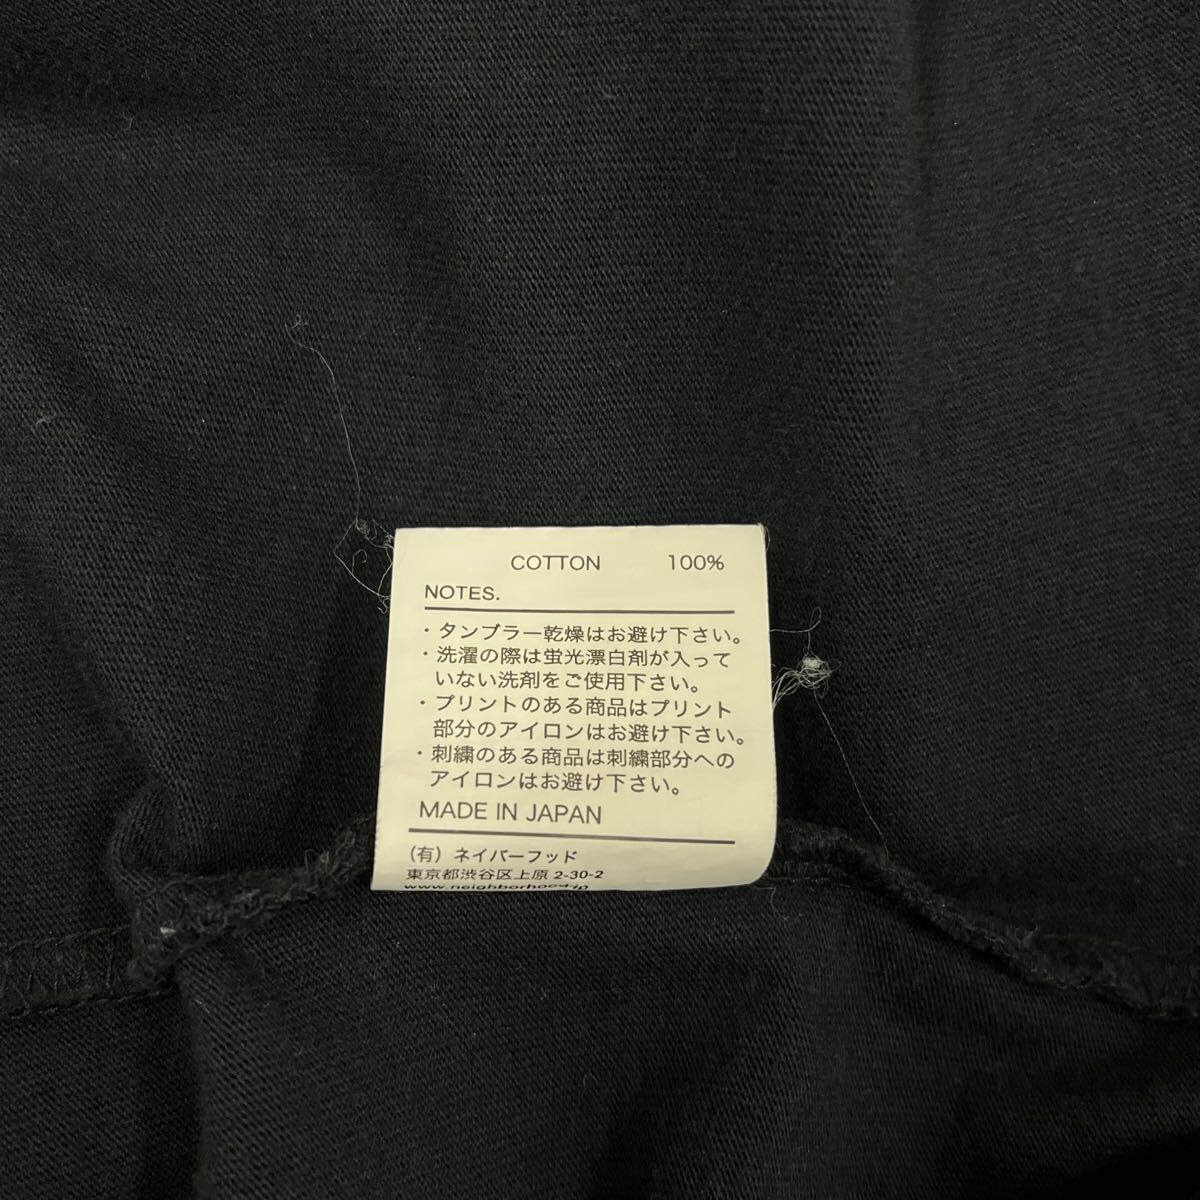 COTTON 100%
NOTES.
・タンブラー乾燥はお避け下さい。
・洗濯の際は蛍光漂白剤が入って
いない洗剤をご使用下さい。
・プリントのある商品はプリント
部分のアイロンはお避け下さい。
・刺繍のある商品は刺繍部分への
アイロンはお避け下さい。
MADE IN JAPAN
(有) ネイバーフッド
東京都渋谷区上原 2-30-2
www.neighborhood.jp